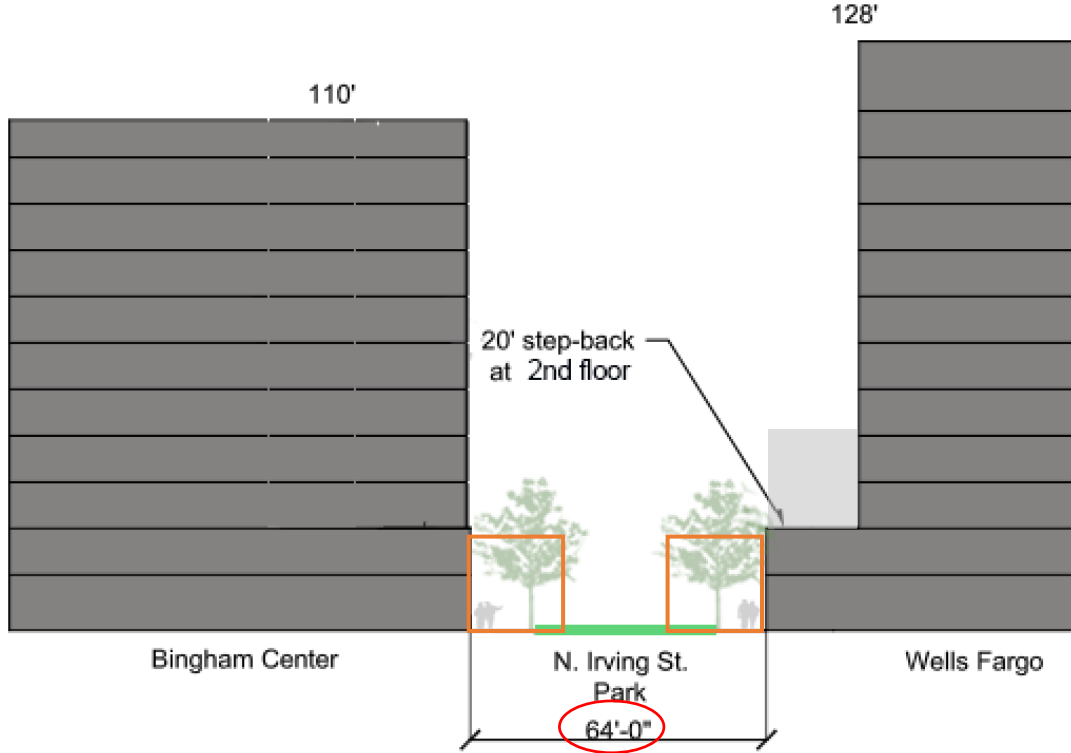 128'
110'
20' step-back
at 2nd floor
Bingham Center
N. Irving St.
Park
Wells Fargo
64'-0"